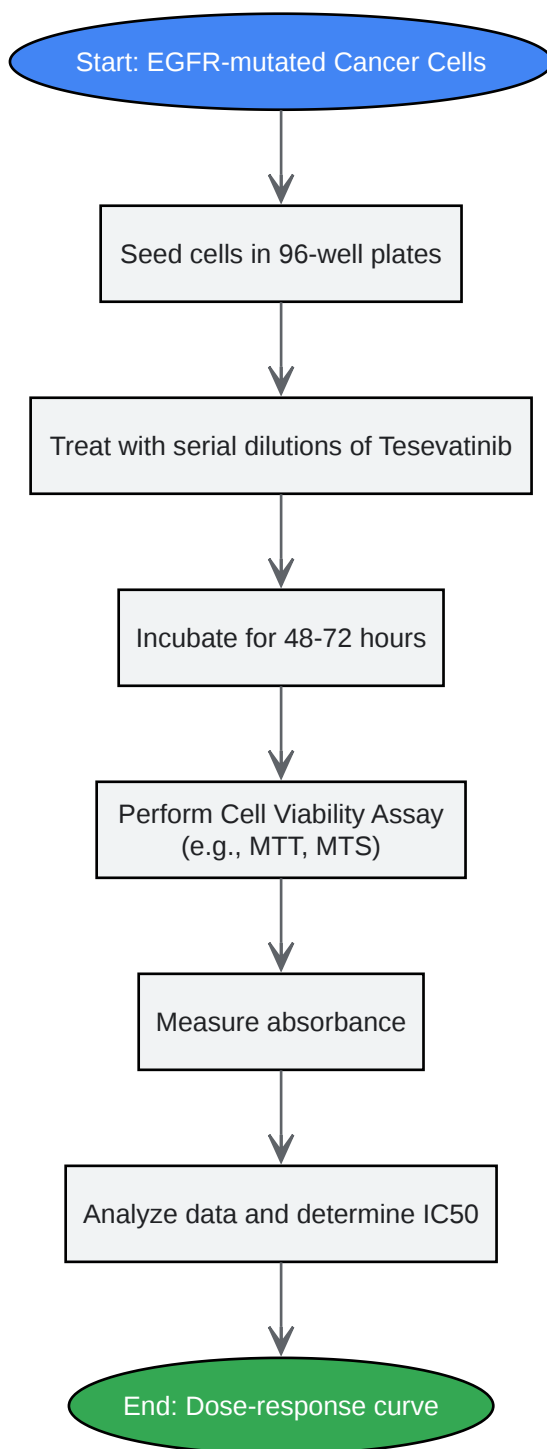 Start: EGFR-mutated Cancer Cells
Seed cells in 96-well plates
Treat with serial dilutions of Tesevatinib
Incubate for 48-72 hours
Perform Cell Viability Assay
(e.g., MTT, MTS)
Measure absorbance
Analyze data and determine IC50
End: Dose-response curve